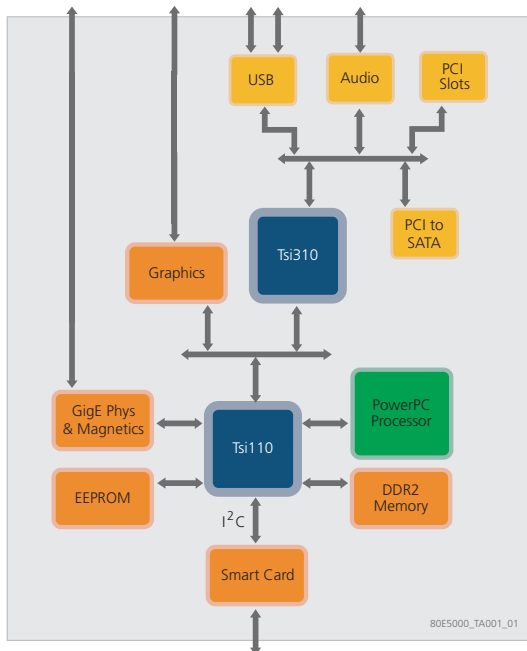 USB
Audio
PCI
Slots
PCI to
SATA
Tsi310
Graphics
GigE Phys
& Magnetics
Tsi110
PowerPC
Processor
EEPROM
DDR2
Memory
I²C
Smart Card
80E5000_TA001_01